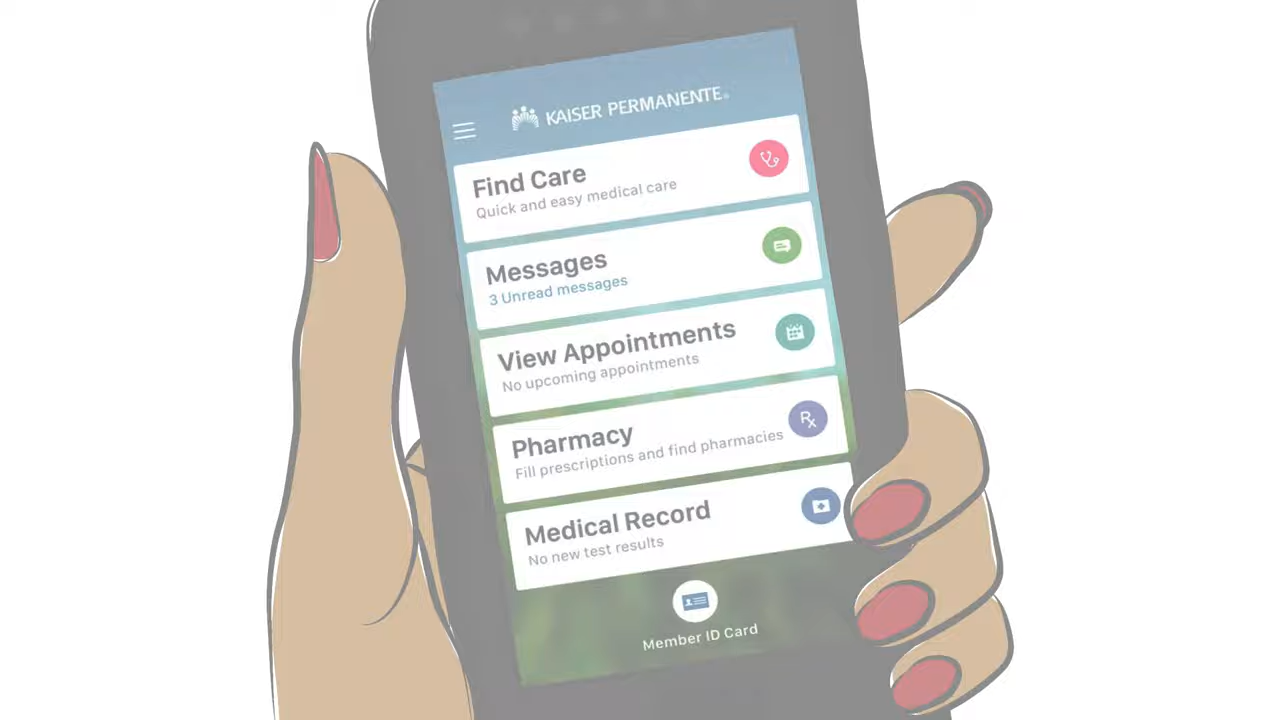 KAISER PERMANENTE®
Find Care
Quick and easy medical care
Messages
3 Unread messages
View Appointments
No upcoming appointments
Pharmacy
Fill prescriptions and find pharmacies
Rx
Medical Record
No new test results
Member ID Card